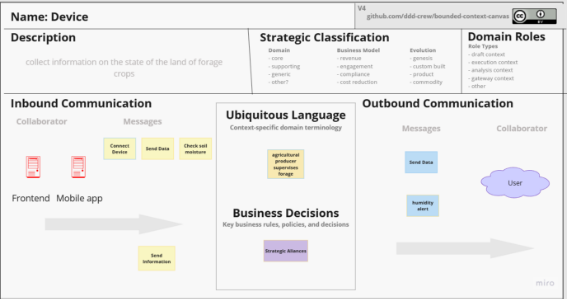 Name: Device
V4
github.com/ddd-crew/bounded-context-canvas
Description
collect information on the state of the land of forage
crops
Strategic Classification
Domain
- core
- supporting
- generic
- other?
Business Model
- revenue
- engagement
- compliance
- cost reduction
Evolution
- genesis
- custom built
- product
- commodity
Domain Roles
Role Types
- draft context
- execution context
- analysis context
- gateway context
- other
Inbound Communication
Collaborator
Messages
Connect
Device
Send Data
Check soil
moisture
Frontend
Mobile app
Send
Information
Ubiquitous Language
Context-specific domain terminology
agricultural
producer
supervises
forage
Business Decisions
Key business rules, policies, and decisions
Strategic Aliances
Outbound Communication
Messages
Collaborator
Send Data
humidity
alert
User
miro